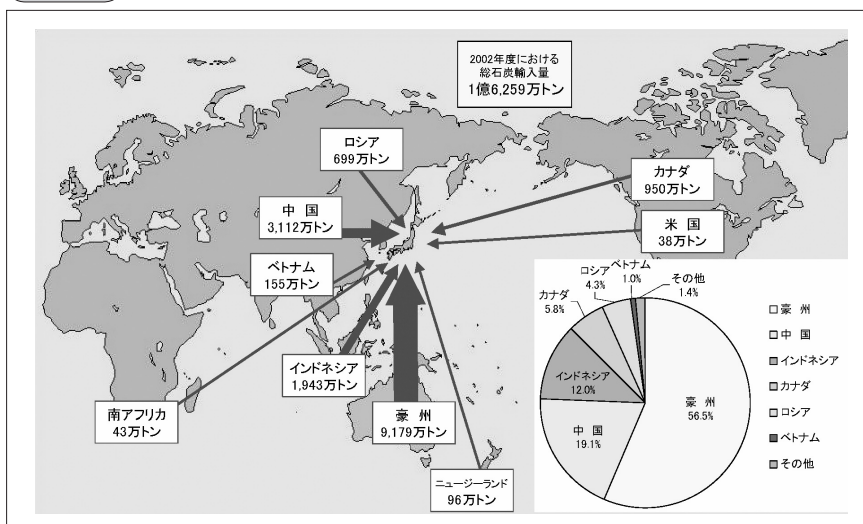 2002年度における
総石炭輸入量
1億6,259万トン
ロシア
699万トン
カナダ
950万トン
中 国
3,112万トン
米 国
38万トン
ベトナム
155万トン
インドネシア
1,943万トン
南アフリカ
43万トン
豪 州
9,179万トン
ニュージーランド
96万トン
ベトナム
1.0%
ロシア
4.3%
その他
1.4%
カナダ
5.8%
インドネシア
12.0%
中 国
19.1%
豪 州
56.5%
豪 州
中 国
インドネシア
カナダ
ロシア
ベトナム
その他